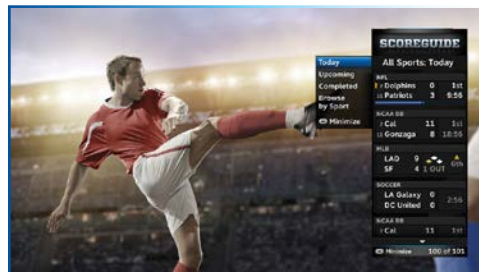 SCOREGUIDE
All Sports: Today
Today
Upcoming
Completed
Browse
by Sport
Minimize
NFL
Dolphins 0 1st
Patriots 3 9:56
NCAA BB
Cal 11 1st
Gonzaga 8 18:56
MLB
LAD 9 6th
SF 4 1 OUT
SOCCER
LA Galaxy 0
DC United 0 2:56
NCAA BB
Cal 11 1st
Minimize 100 of 101